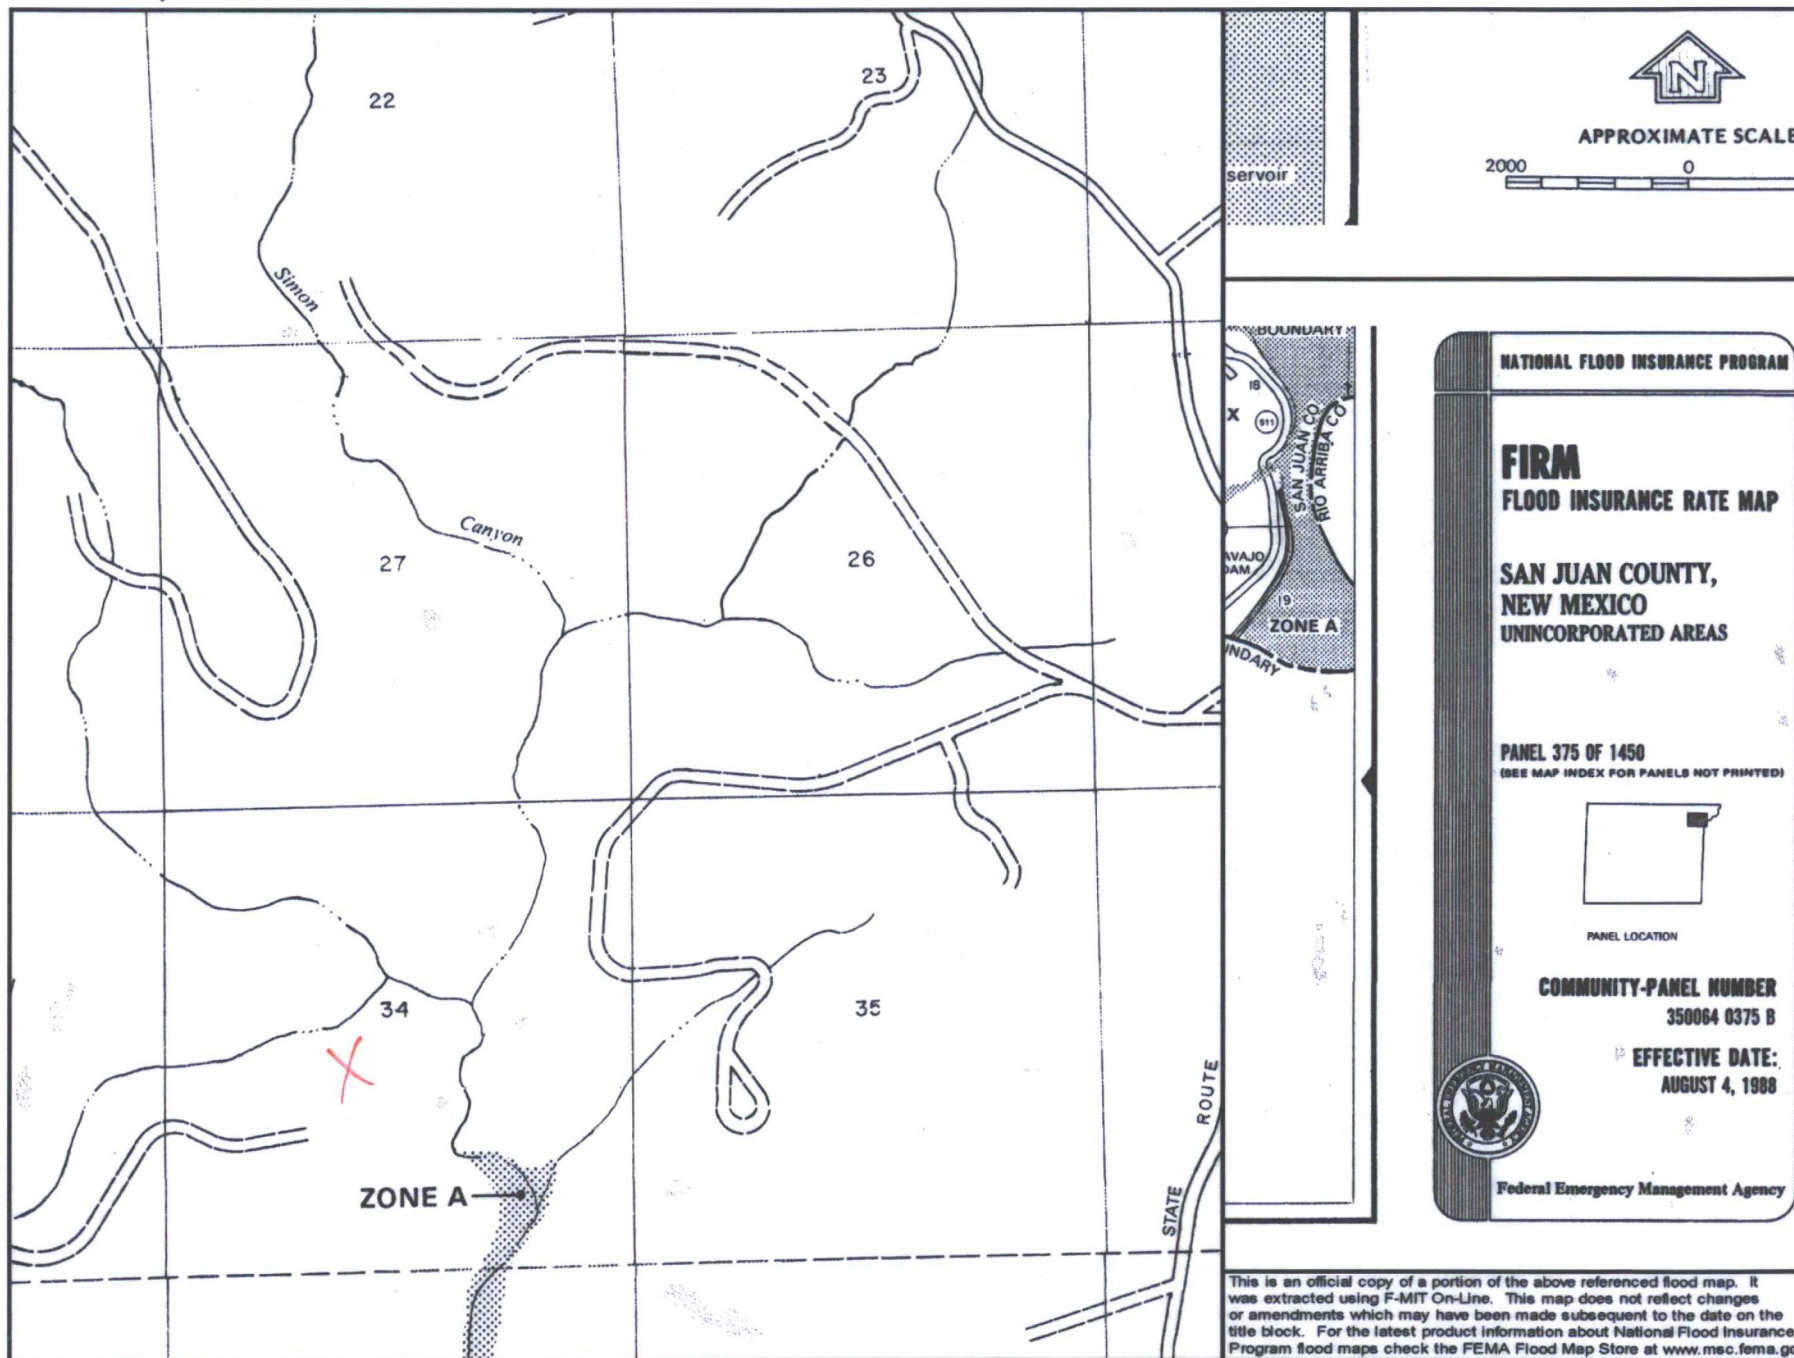 22
23
Simon
Canyon
27
26
34
35
ZONE A
STATE ROUTE
servoir
N
APPROXIMATE SCALE
2000 0
BOUNDARY
18
X
511
SAN JUAN CO
RIO ARRIBA CO
AVAJO
DAM
19
ZONE A
UNDARY
NATIONAL FLOOD INSURANCE PROGRAM
FIRM
FLOOD INSURANCE RATE MAP
SAN JUAN COUNTY,
NEW MEXICO
UNINCORPORATED AREAS
PANEL 375 OF 1450
(SEE MAP INDEX FOR PANELS NOT PRINTED)
PANEL LOCATION
COMMUNITY-PANEL NUMBER
350064 0375 B
EFFECTIVE DATE:
AUGUST 4, 1988
Federal Emergency Management Agency
This is an official copy of a portion of the above referenced flood map. It
was extracted using F-MIT On-Line. This map does not reflect changes
or amendments which may have been made subsequent to the date on the
title block. For the latest product information about National Flood Insurance
Program flood maps check the FEMA Flood Map Store at www.msc.fema.go